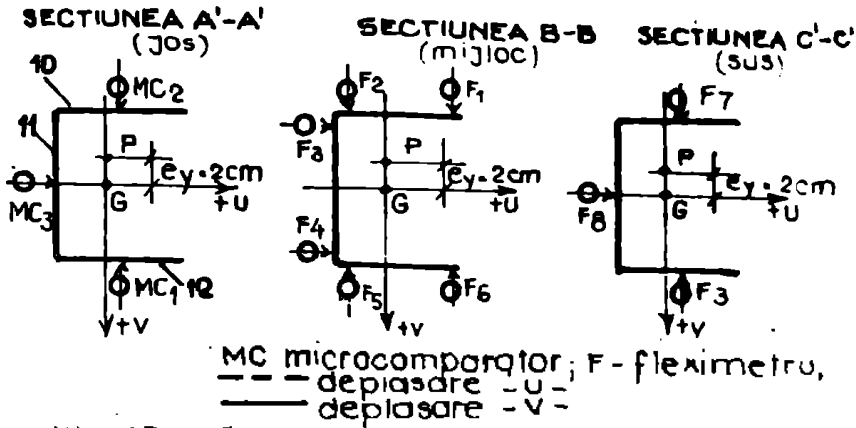 SECTIUNEA A'-A'
(JOS)
10
MC2
11
P
ey=2cm
MC3
G
+U
MC1 12
+V
SECTIUNEA B-B
(mijloc)
F2
F1
F3
P
ey=2cm
G
+U
F4
F5
F6
+V
SECTIUNEA C'-C'
(sus)
F7
P
ey=2cm
F8
G
+U
F3
+V
MC microcomparator; F-fleximetru,
--- deplasare -U-
deplasare -V-